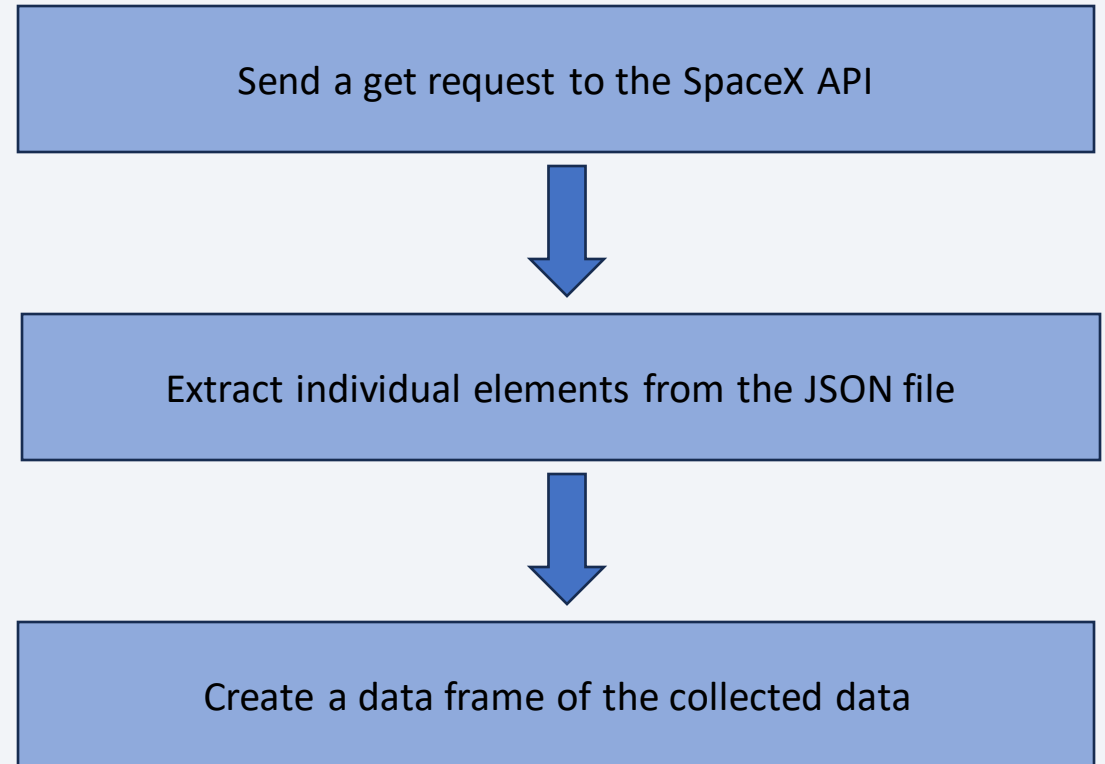 Send a get request to the SpaceX API
Extract individual elements from the JSON file
Create a data frame of the collected data